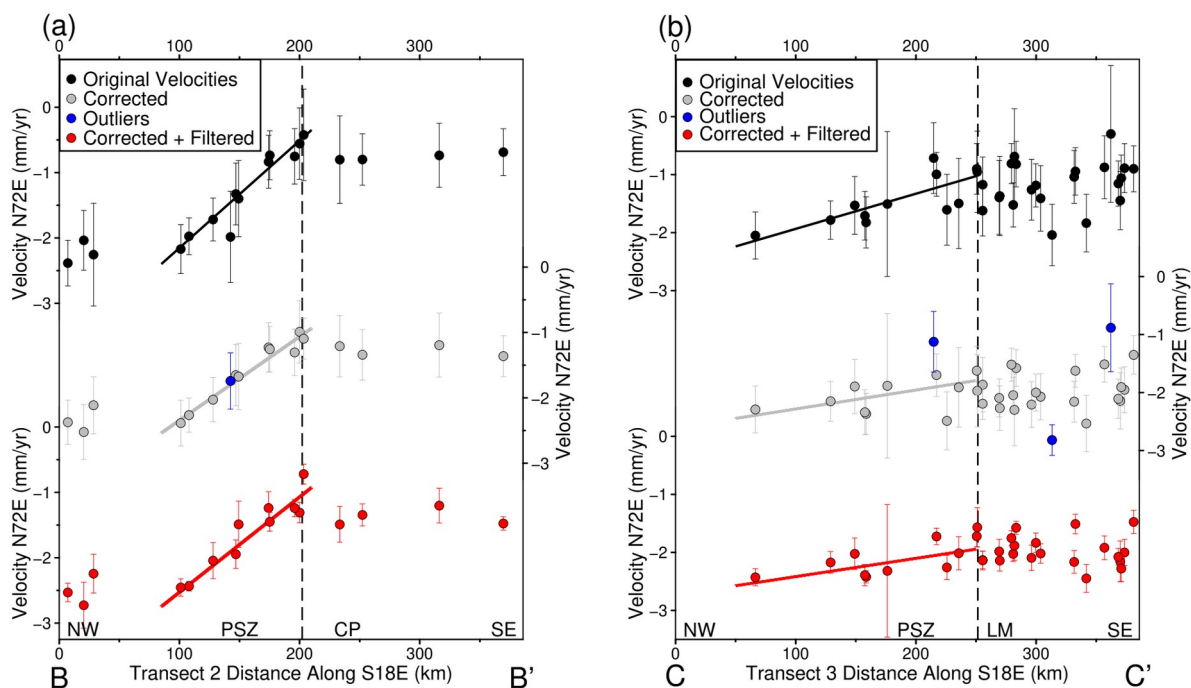 (a)
0 100 200 300
Original Velocities
Corrected
Outliers
Corrected + Filtered
Velocity N72E (mm/yr)
0
−1
−2
−3
Velocity N72E (mm/yr)
0
−1
−2
−3
Velocity N72E (mm/yr)
0
−1
−2
−3
NW PSZ CP SE
0 100 200 300
B Transect 2 Distance Along S18E (km) B'
(b)
0 100 200 300
Original Velocities
Corrected
Outliers
Corrected + Filtered
Velocity N72E (mm/yr)
0
−1
−2
−3
Velocity N72E (mm/yr)
0
−1
−2
−3
Velocity N72E (mm/yr)
0
−1
−2
−3
NW PSZ LM SE
0 100 200 300
C Transect 3 Distance Along S18E (km) C'